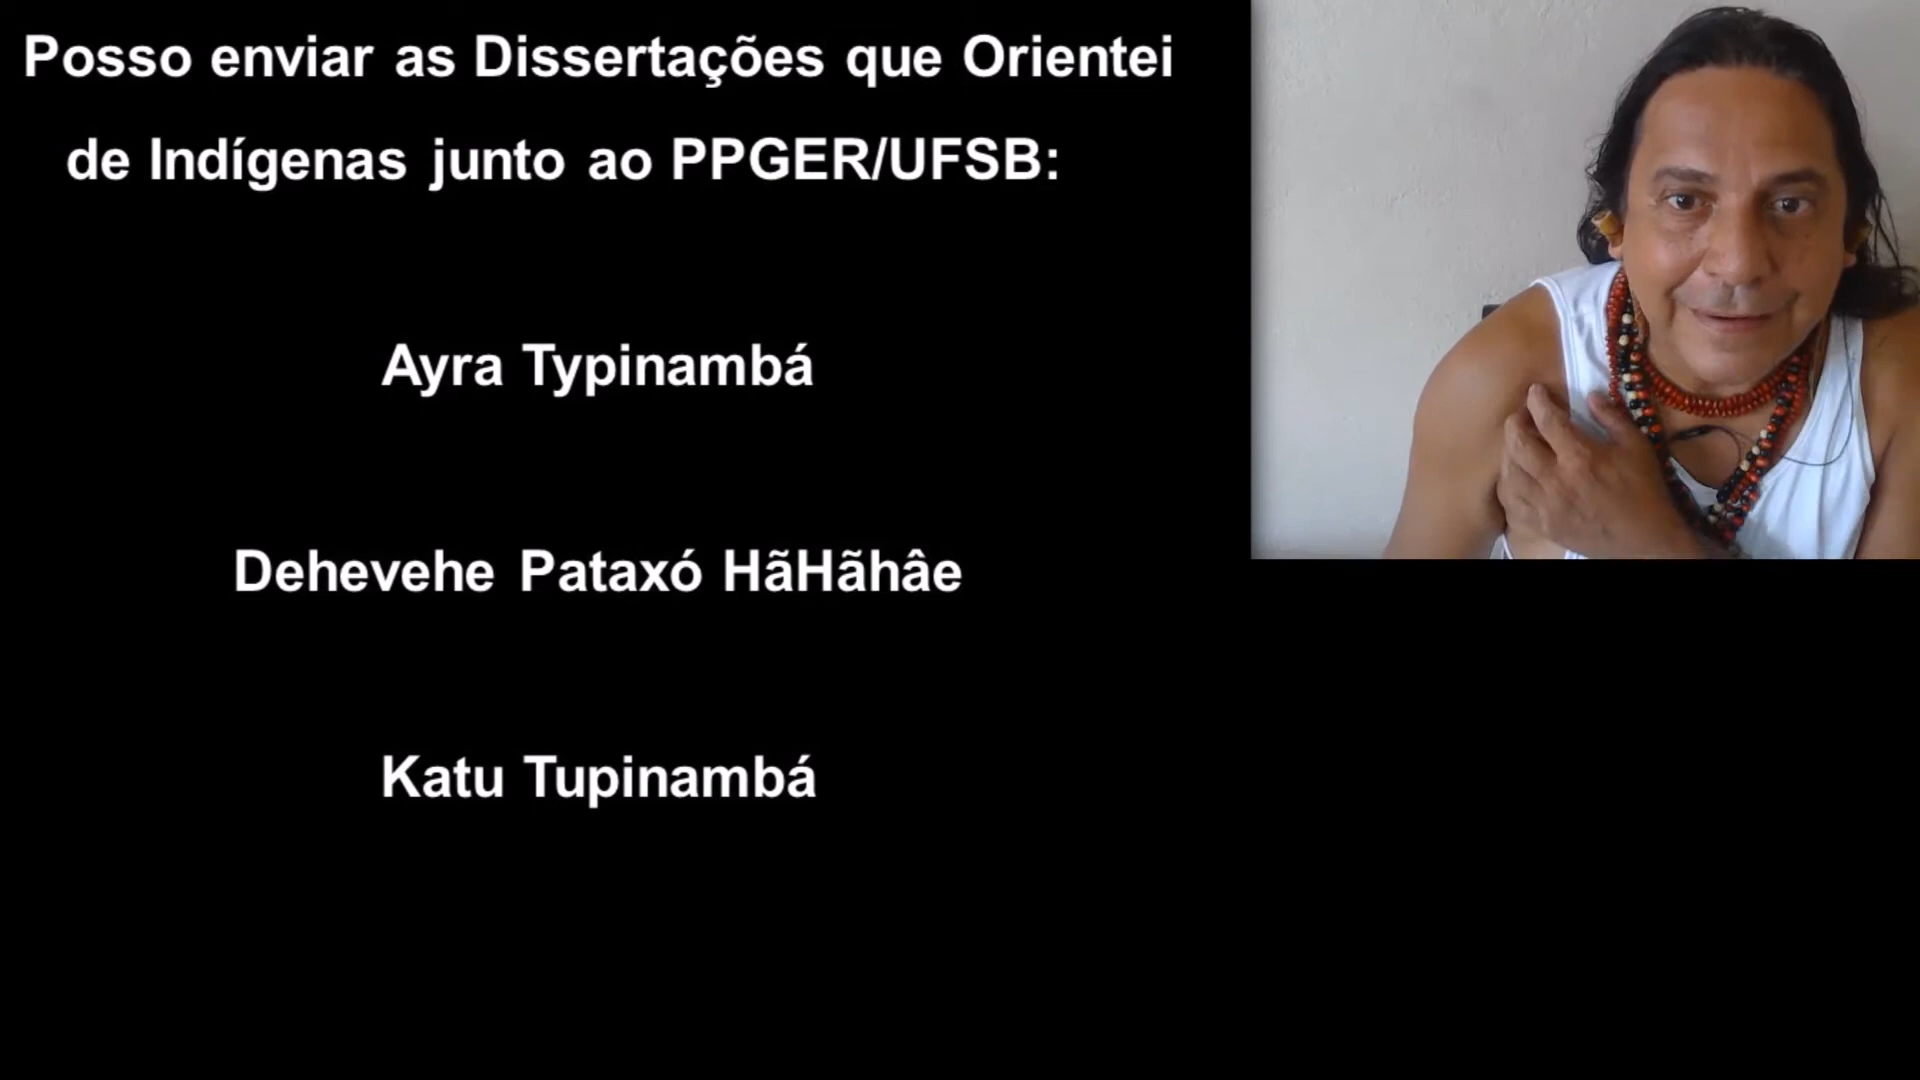 Posso enviar as Dissertações que Orientei
de Indígenas junto ao PPGER/UFSB:
Ayra Typinambá
Dehevehe Pataxó HãHãhâe
Katu Tupinambá